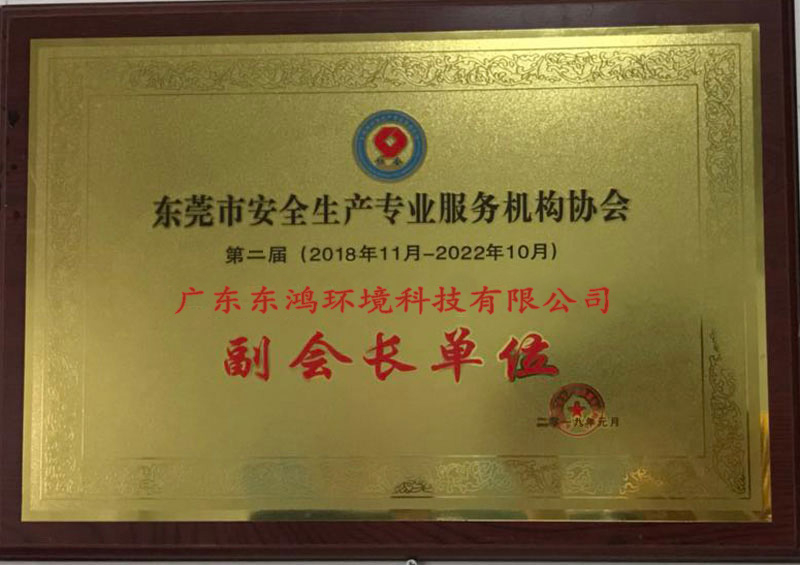 东莞市安全生产专业服务机构协会
第二届（2018年11月-2022年10月）
广东东鸿环境科技有限公司
副会长单位
二零一八年元月